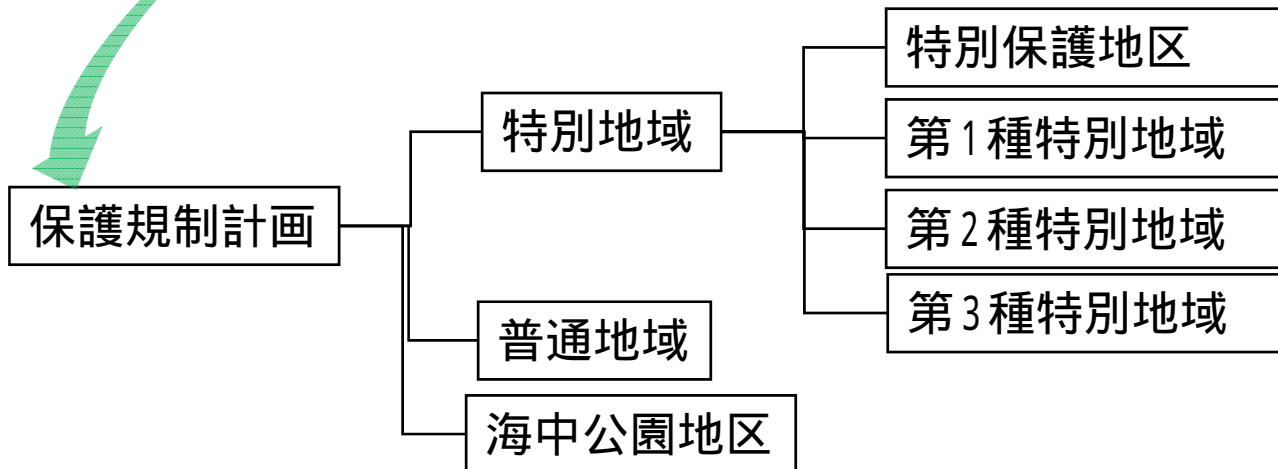 保護規制計画
特別地域
特別保護地区
第1種特別地域
第2種特別地域
第3種特別地域
普通地域
海中公園地区